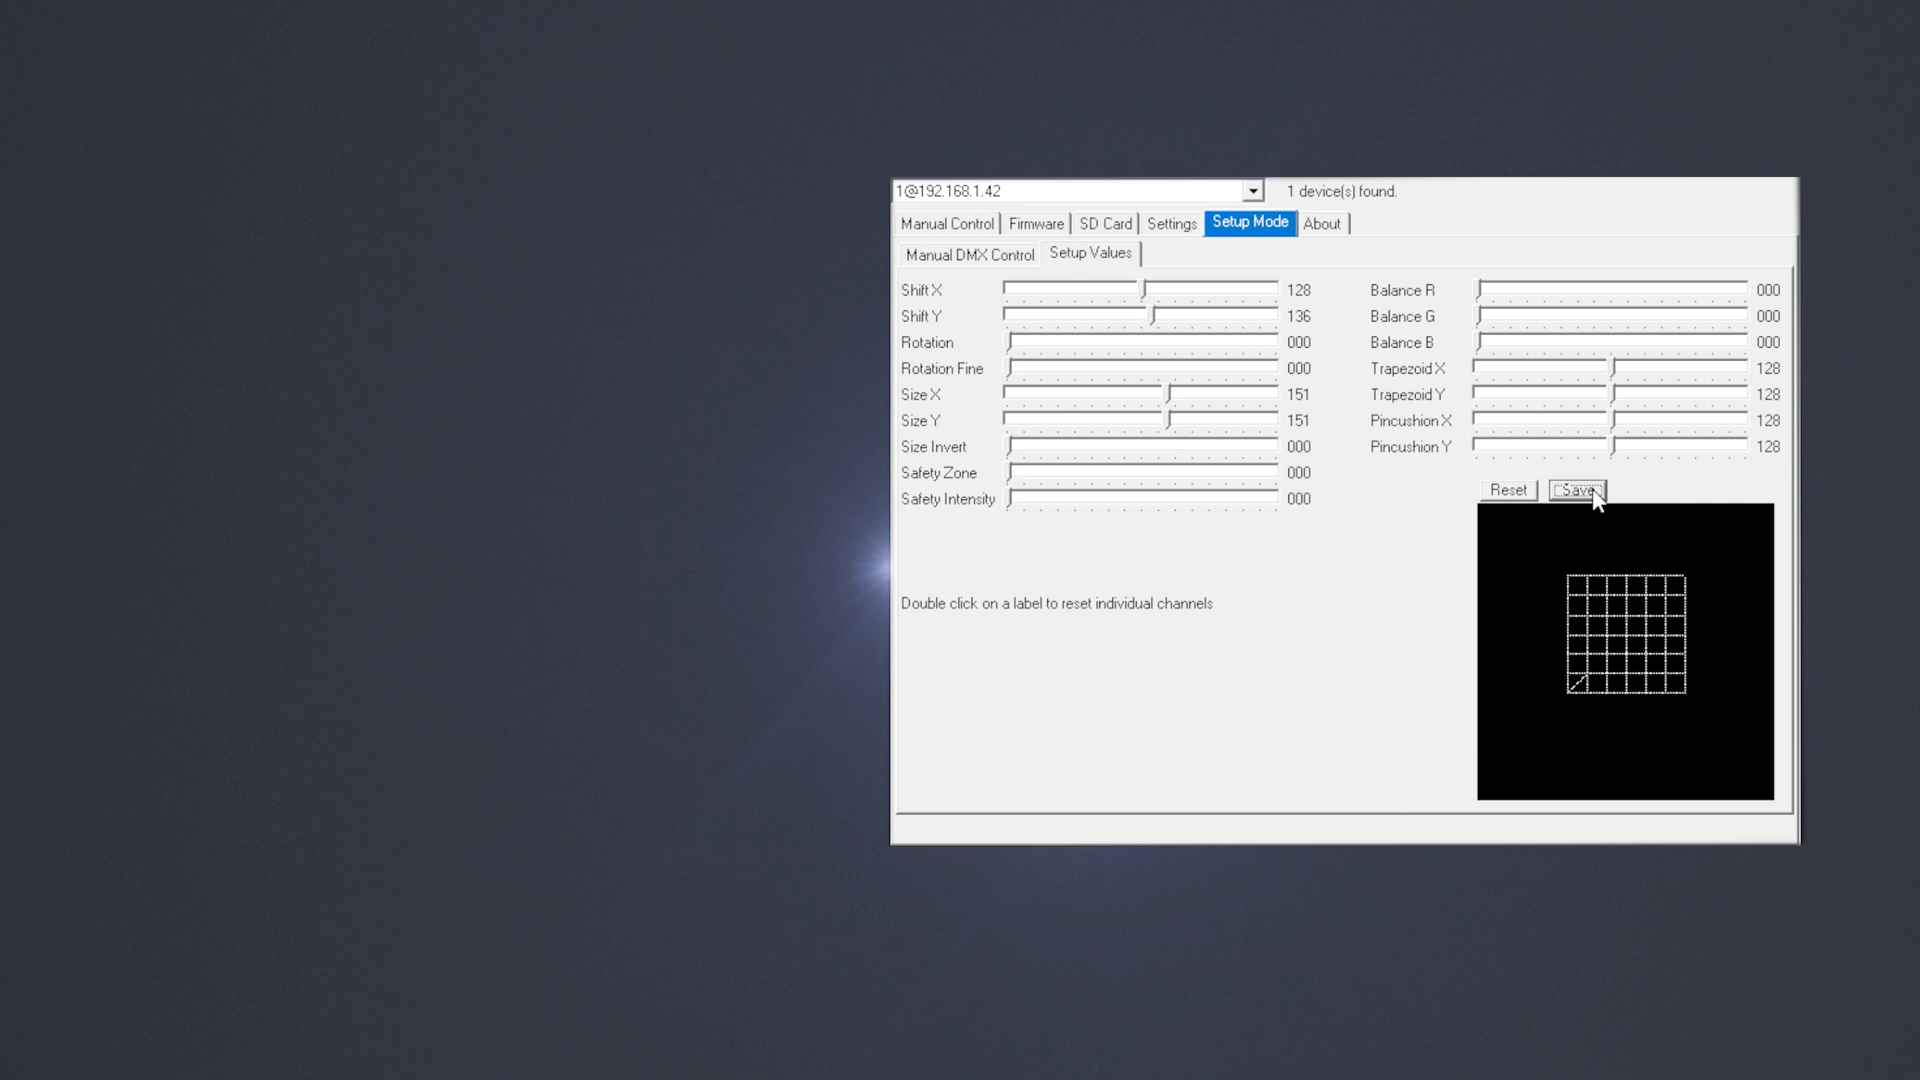 1@192.168.1.42 1 device(s) found.
Manual Control Firmware SD Card Settings Setup Mode About
Manual DMX Control Setup Values
Shift X 128 Balance R 000
Shift Y 136 Balance G 000
Rotation 000 Balance B 000
Rotation Fine 000 Trapezoid X 128
Size X 151 Trapezoid Y 128
Size Y 151 Pincushion X 128
Size Invert 000 Pincushion Y 128
Safety Zone 000
Safety Intensity 000
Reset Save
Double click on a label to reset individual channels